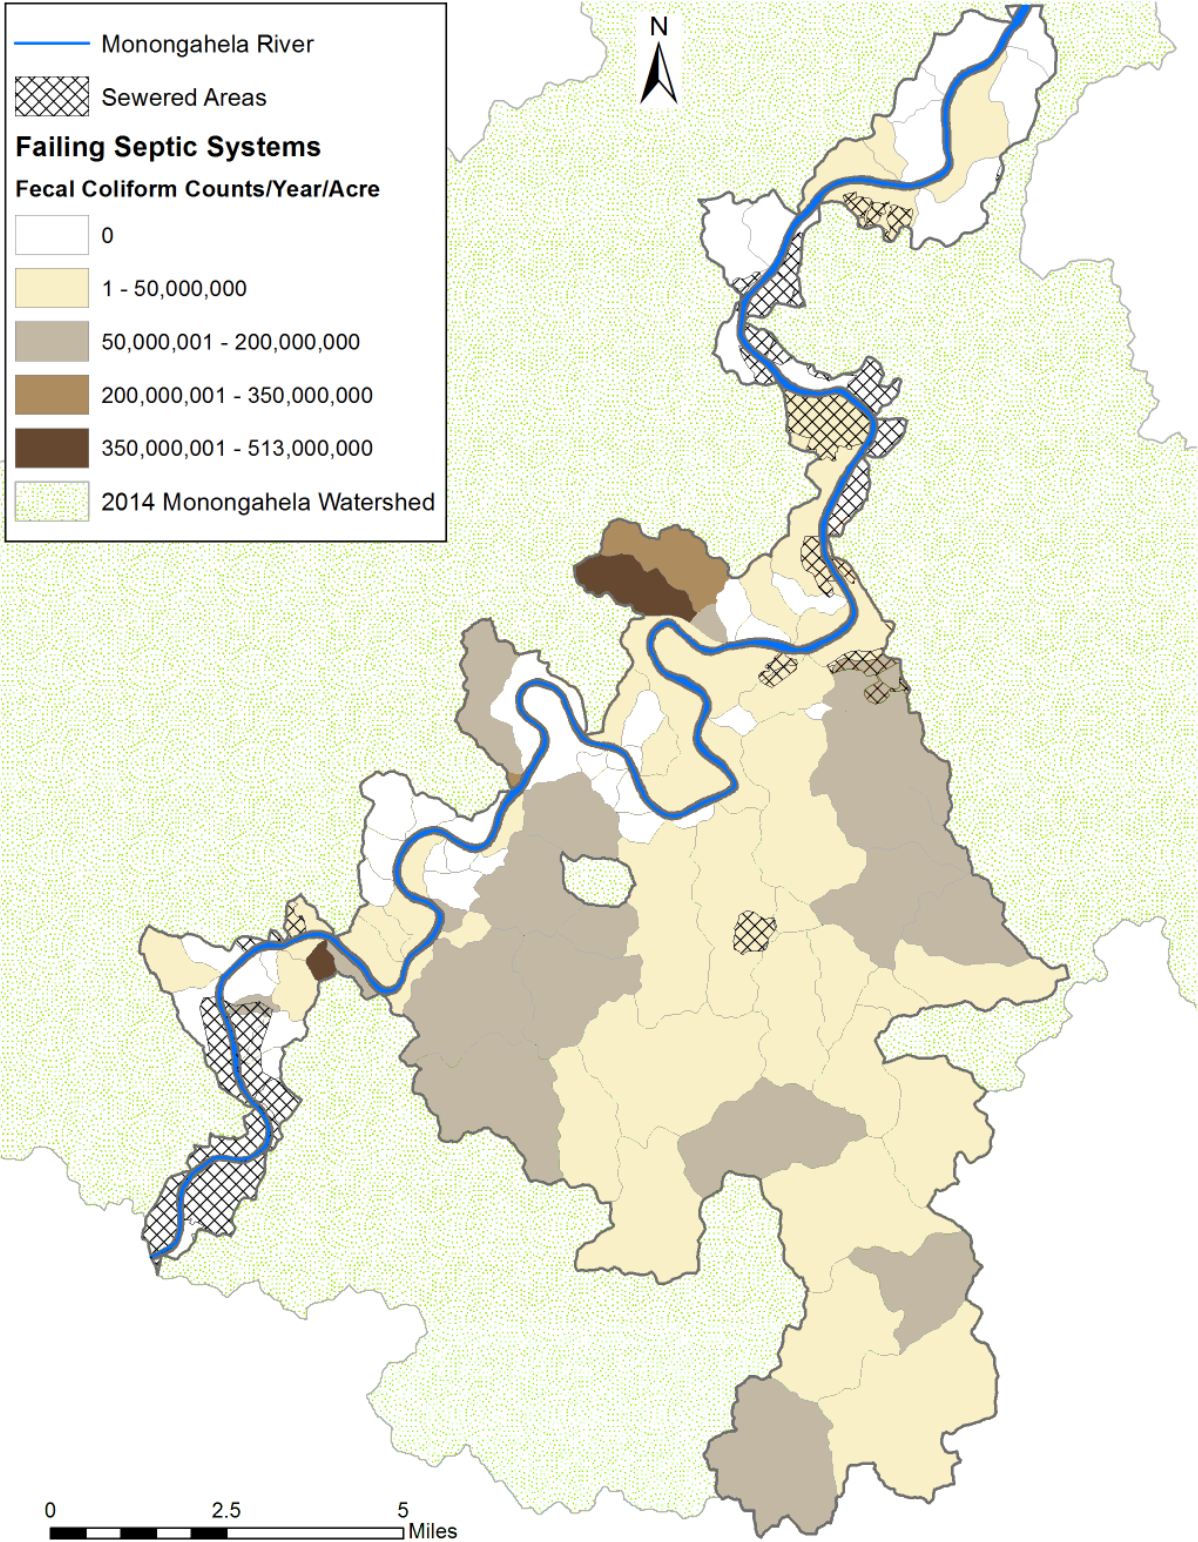 Monongahela River
Sewered Areas
Failing Septic Systems
Fecal Coliform Counts/Year/Acre
0
1 - 50,000,000
50,000,001 - 200,000,000
200,000,001 - 350,000,000
350,000,001 - 513,000,000
2014 Monongahela Watershed
N
0 2.5 5
Miles